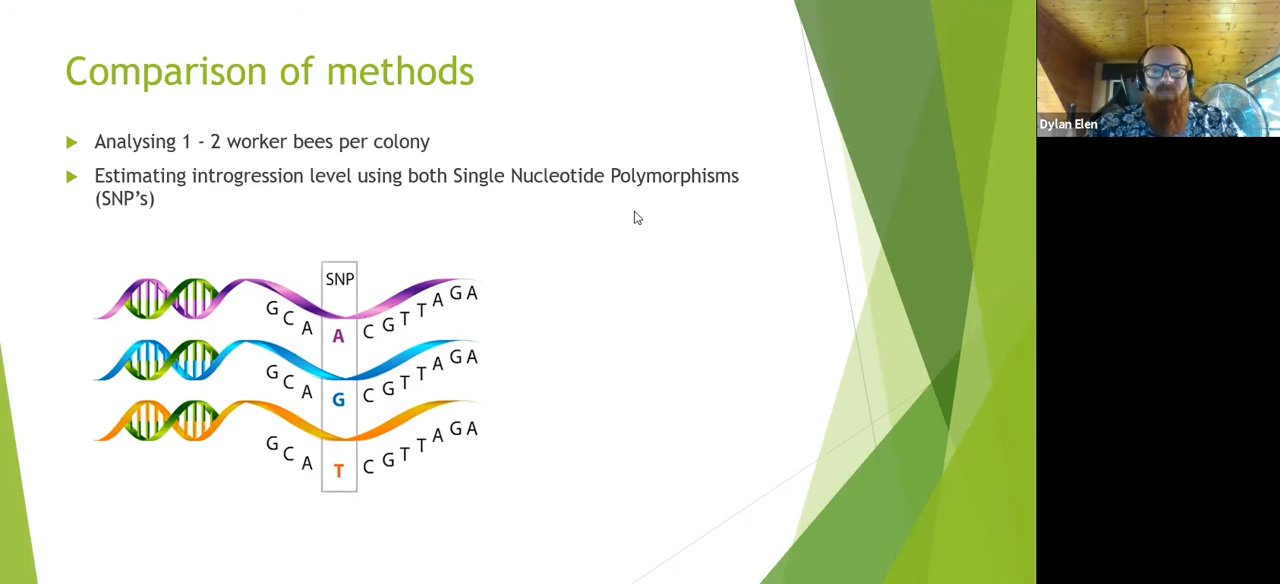 Comparison of methods
Analysing 1 - 2 worker bees per colony
Estimating introgression level using both Single Nucleotide Polymorphisms
(SNP's)
SNP
G C A A C G T T A G A
G C A G C G T T A G A
G C A T C G T T A G A
Dylan Elen